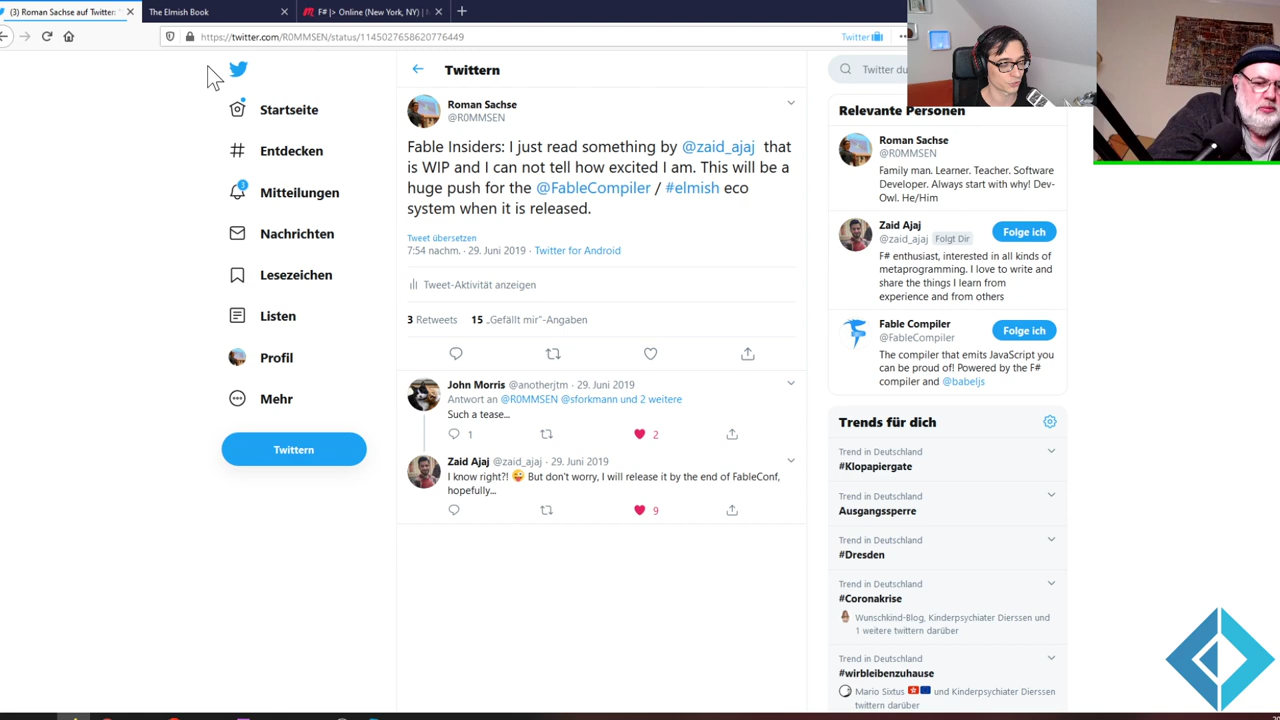 (3) Roman Sachse auf Twitter:
The Elmish Book
F# |> Online (New York, NY) |
https://twitter.com/R0MMSEN/status/1145027658620776449
Twitter
Startseite
Entdecken
3
Mitteilungen
Nachrichten
Lesezeichen
Listen
Profil
Mehr
Twittern
Twittern
Roman Sachse
@R0MMSEN
Fable Insiders: I just read something by @zaid_ajaj that
is WIP and I can not tell how excited I am. This will be a
huge push for the @FableCompiler / #elmish eco
system when it is released.
Tweet übersetzen
7:54 nachm. · 29. Juni 2019 · Twitter for Android
Tweet-Aktivität anzeigen
3 Retweets 15 „Gefällt mir“-Angaben
John Morris @anotherjtm · 29. Juni 2019
Antwort an @R0MMSEN @sforkmann und 2 weitere
Such a tease...
1 2
Zaid Ajaj @zaid_ajaj · 29. Juni 2019
I know right?! 😜 But don't worry, I will release it by the end of FableConf,
hopefully...
9
Twitter du
Relevante Personen
Roman Sachse
@R0MMSEN
Family man. Learner. Teacher. Software
Developer. Always start with why! Dev-
Owl. He/Him
Zaid Ajaj
@zaid_ajaj Folgt Dir
Folge ich
F# enthusiast, interested in all kinds of
metaprogramming. I love to write and
share the things I learn from
experience and from others
Fable Compiler
@FableCompiler
Folge ich
The compiler that emits JavaScript you
can be proud of! Powered by the F#
compiler and @babeljs
Trends für dich
Trend in Deutschland
#Klopapiergate
Trend in Deutschland
Ausgangssperre
Trend in Deutschland
#Dresden
Trend in Deutschland
#Coronakrise
Wunschkind-Blog, Kinderpsychiater Dierssen und
1 weitere twittern darüber
Trend in Deutschland
#wirbleibenzuhause
Mario Sixtus 🇭🇰🇪🇺 und Kinderpsychiater Dierssen
twittern darüber